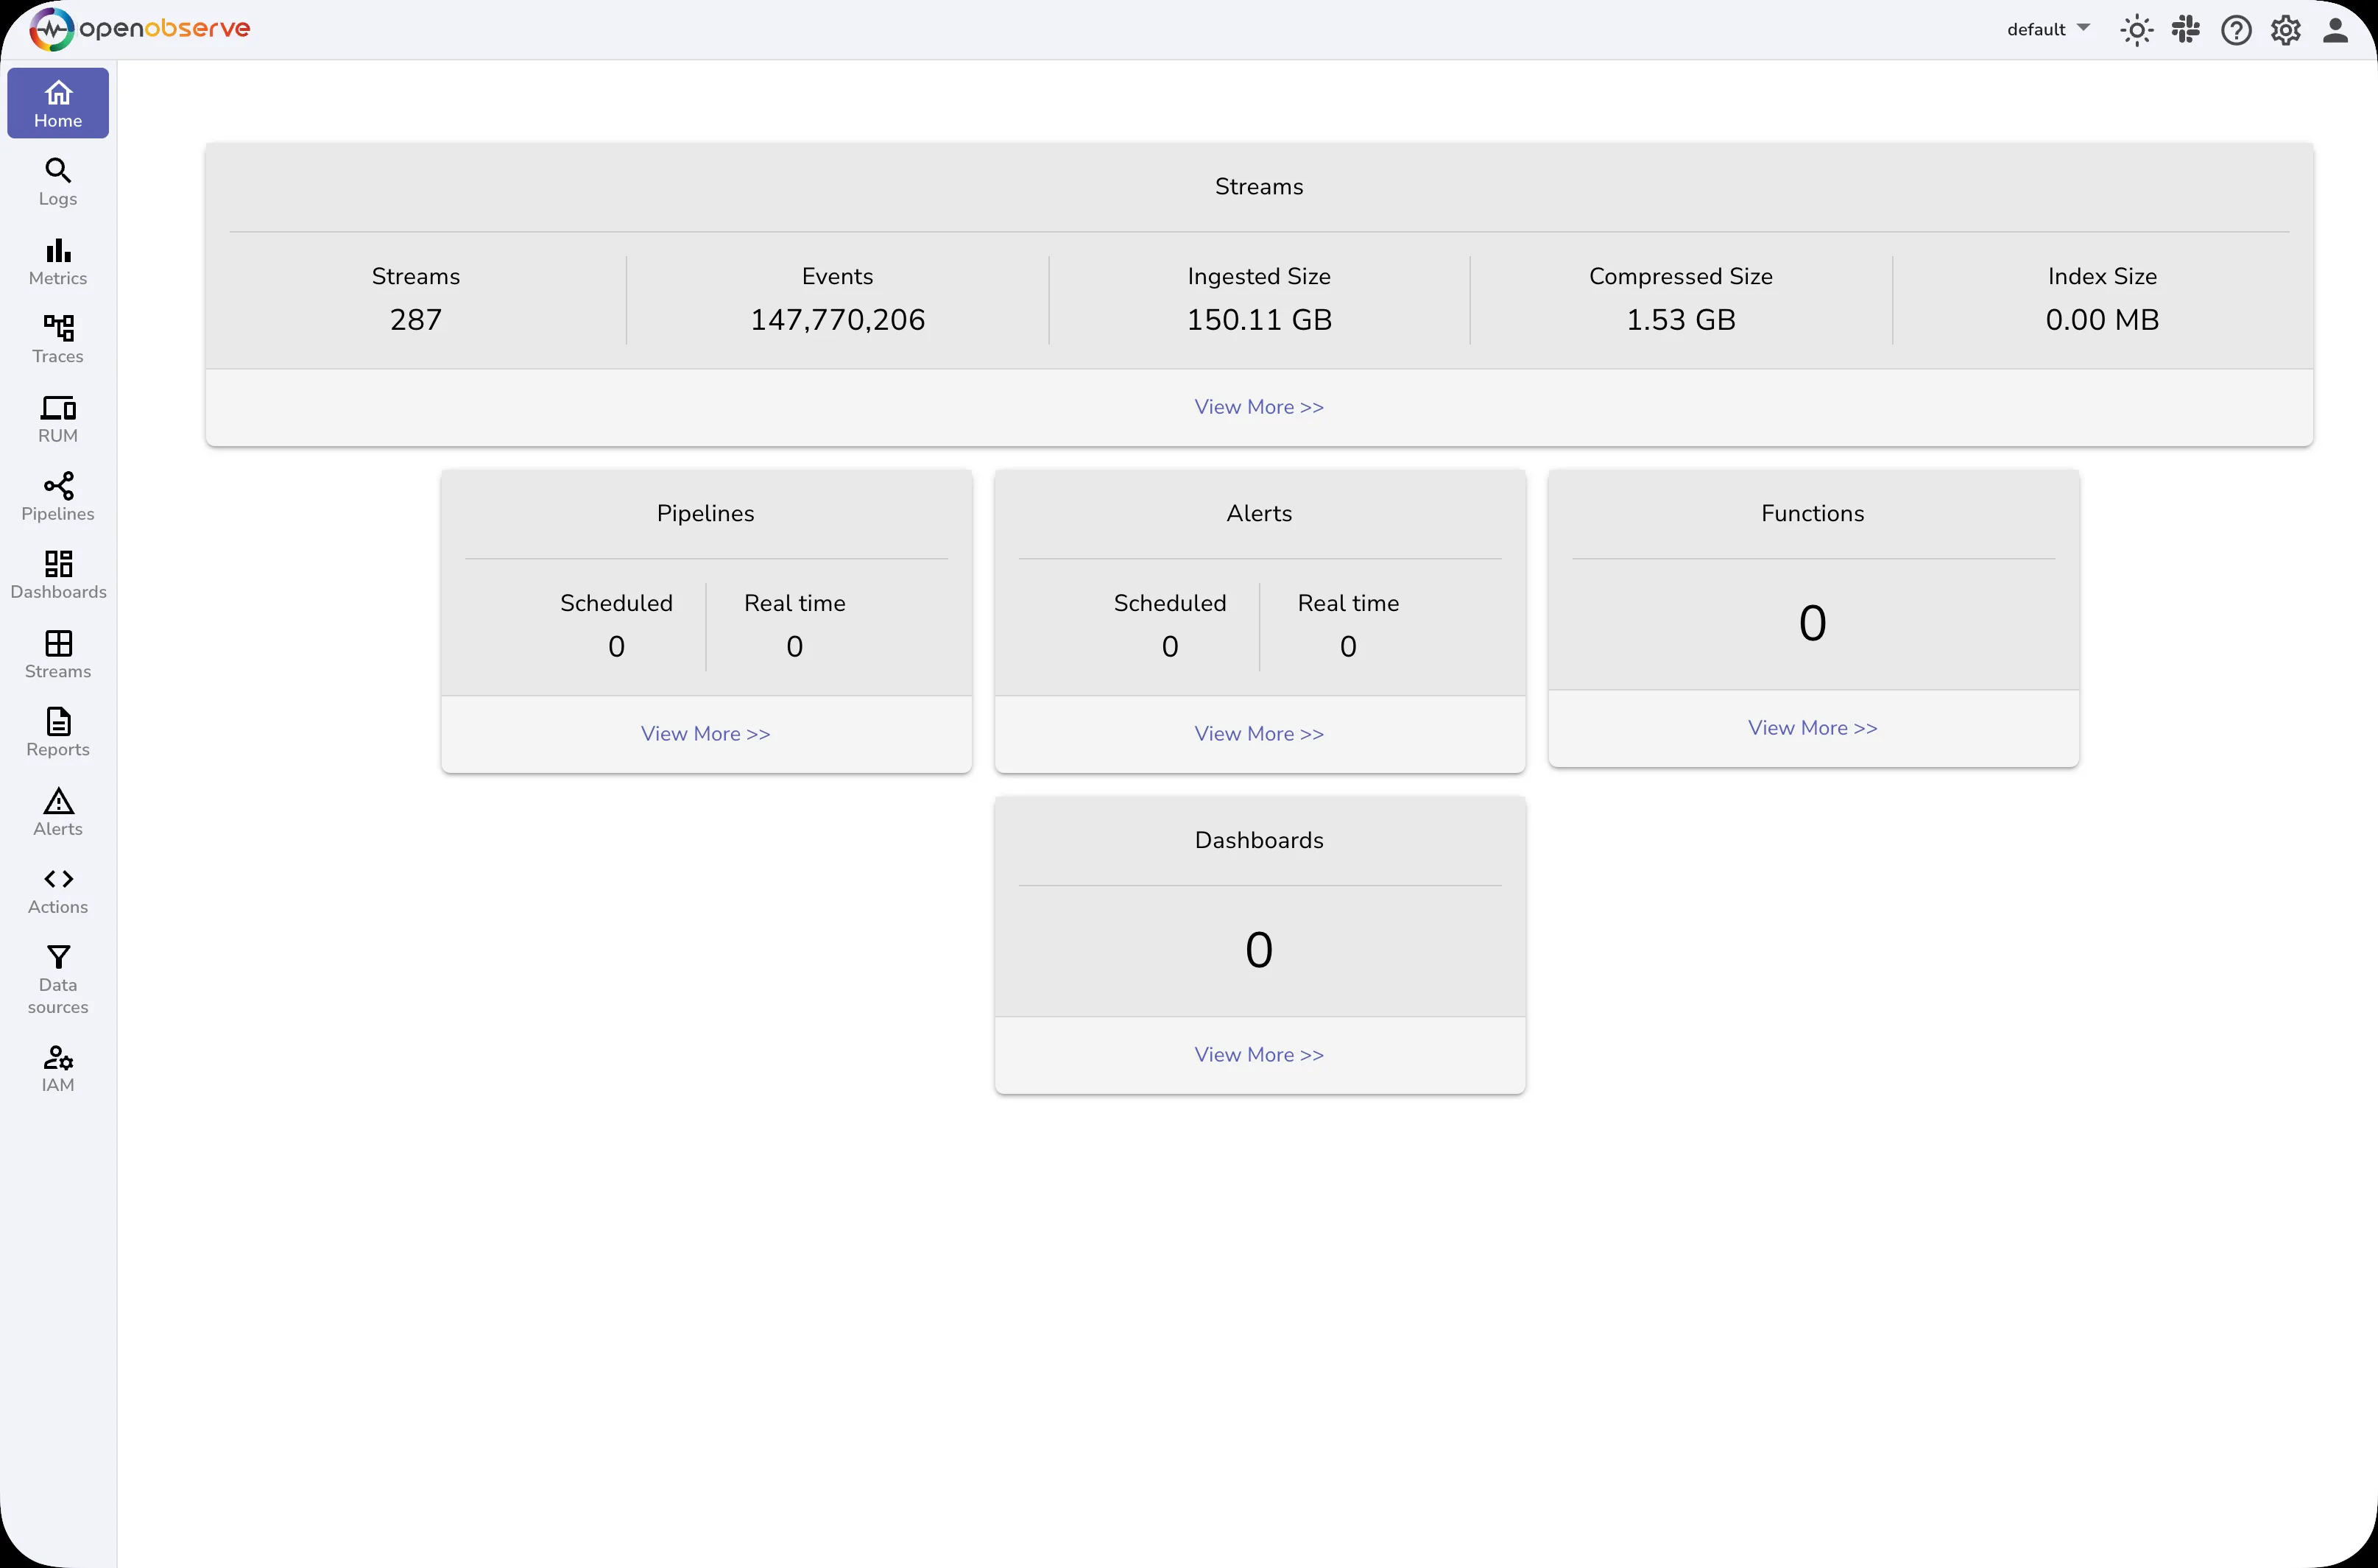 openobserve
default
Home
Logs
Metrics
Traces
RUM
Pipelines
Dashboards
Streams
Reports
Alerts
Actions
Data
sources
IAM
Streams
Streams
287
Events
147,770,206
Ingested Size
150.11 GB
Compressed Size
1.53 GB
Index Size
0.00 MB
View More >>
Pipelines
Scheduled
0
Real time
0
View More >>
Alerts
Scheduled
0
Real time
0
View More >>
Functions
0
View More >>
Dashboards
0
View More >>